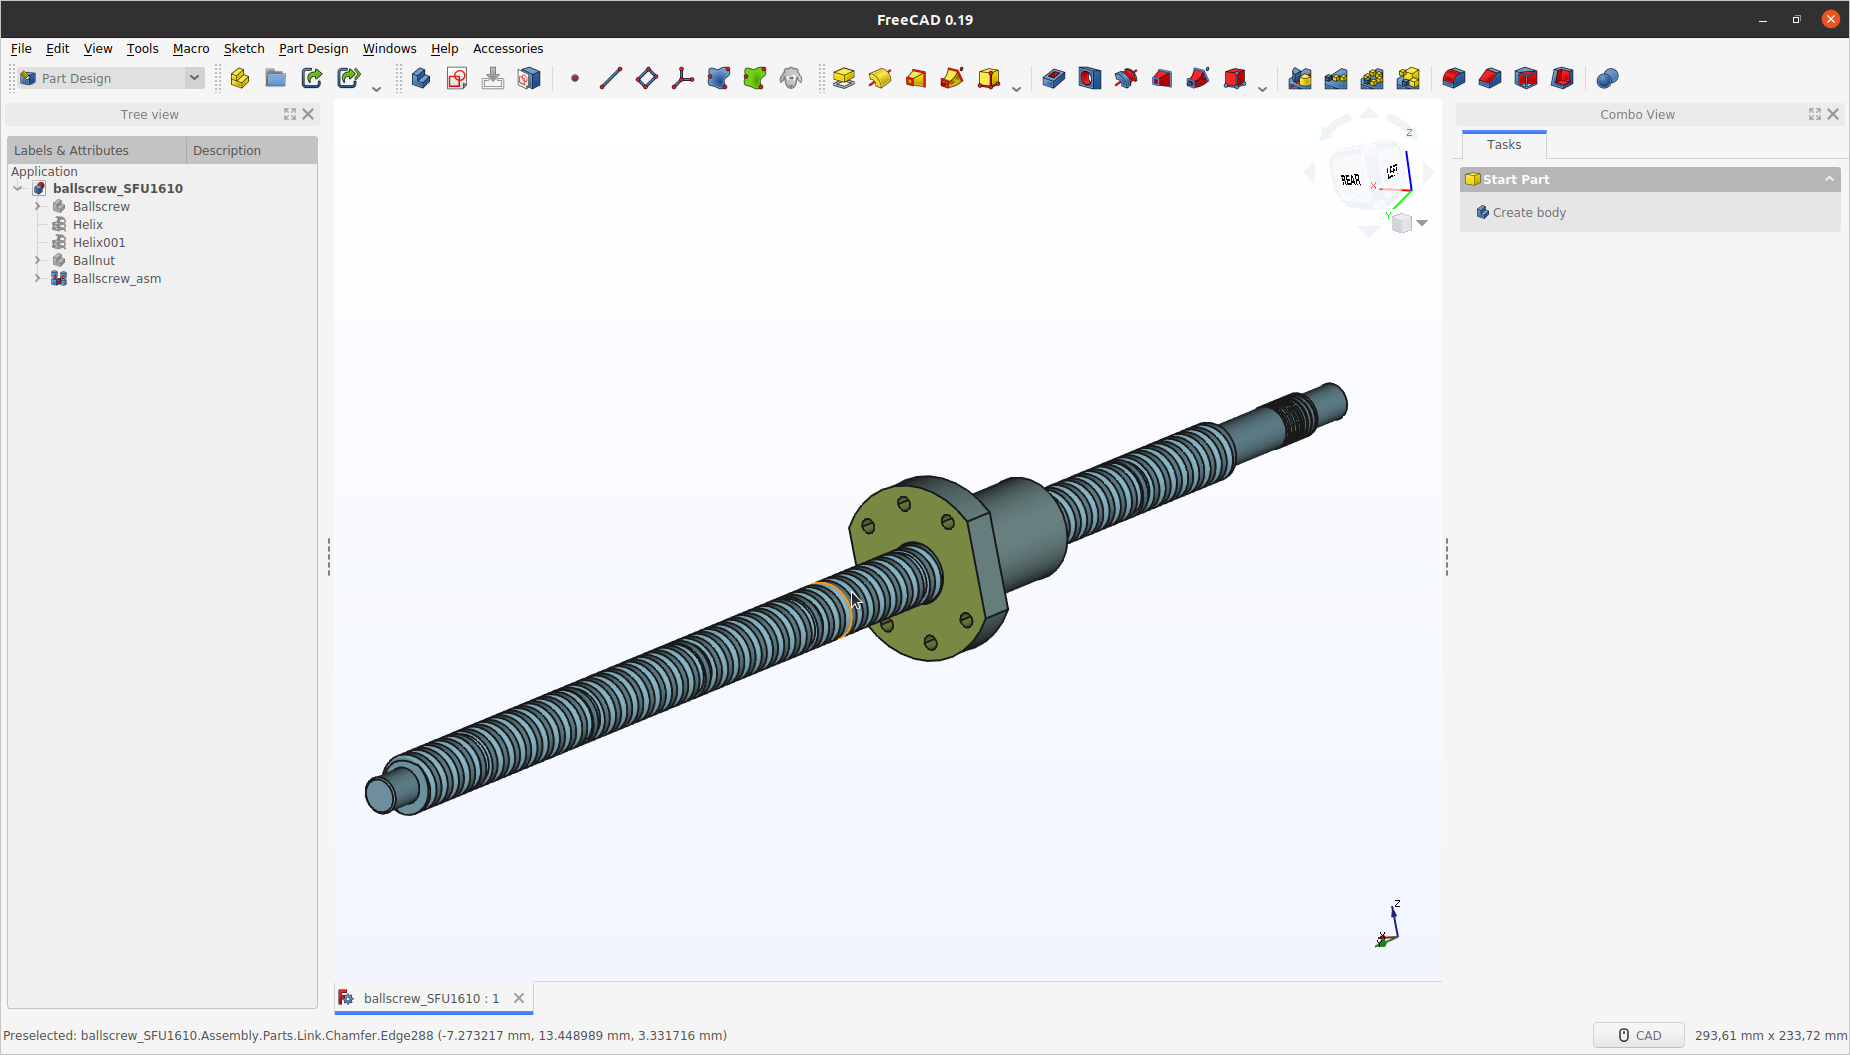 FreeCAD 0.19
File Edit View Tools Macro Sketch Part Design Windows Help Accessories
Part Design
Tree view
Labels & Attributes Description
Application
ballscrew_SFU1610
Ballscrew
Helix
Helix001
Ballnut
Ballscrew_asm
Z
REAR
LEFT
X
Y
Combo View
Tasks
Start Part
Create body
Z
ballscrew_SFU1610 : 1
Preselected: ballscrew_SFU1610.Assembly.Parts.Link.Chamfer.Edge288 (-7.273217 mm, 13.448989 mm, 3.331716 mm)
CAD
293,61 mm x 233,72 mm